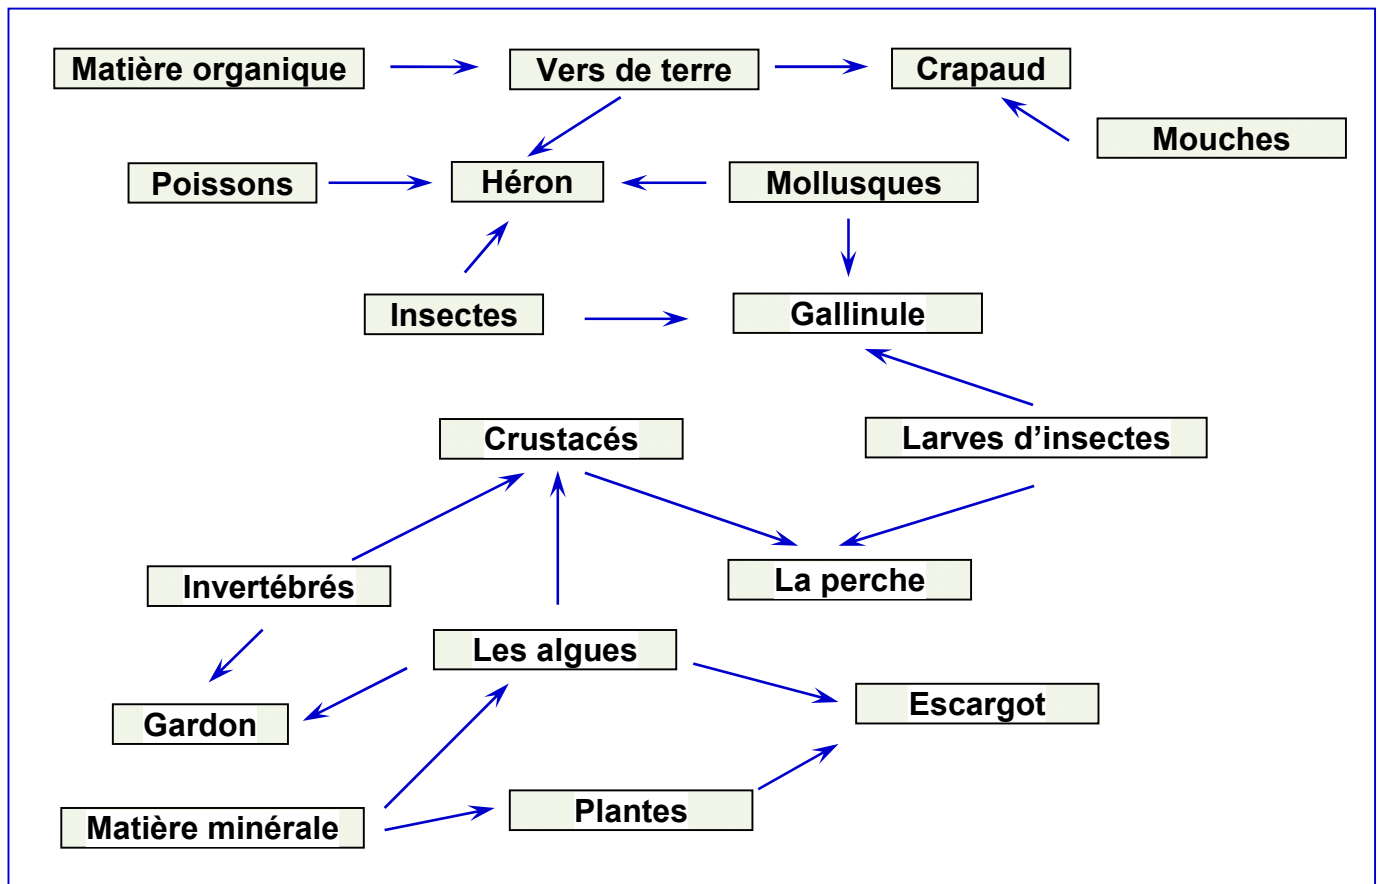 Matière organique
Vers de terre
Crapaud
Mouches
Poissons
Héron
Mollusques
Insectes
Gallinule
Crustacés
Larves d’insectes
Invertébrés
La perche
Les algues
Escargot
Gardon
Plantes
Matière minérale